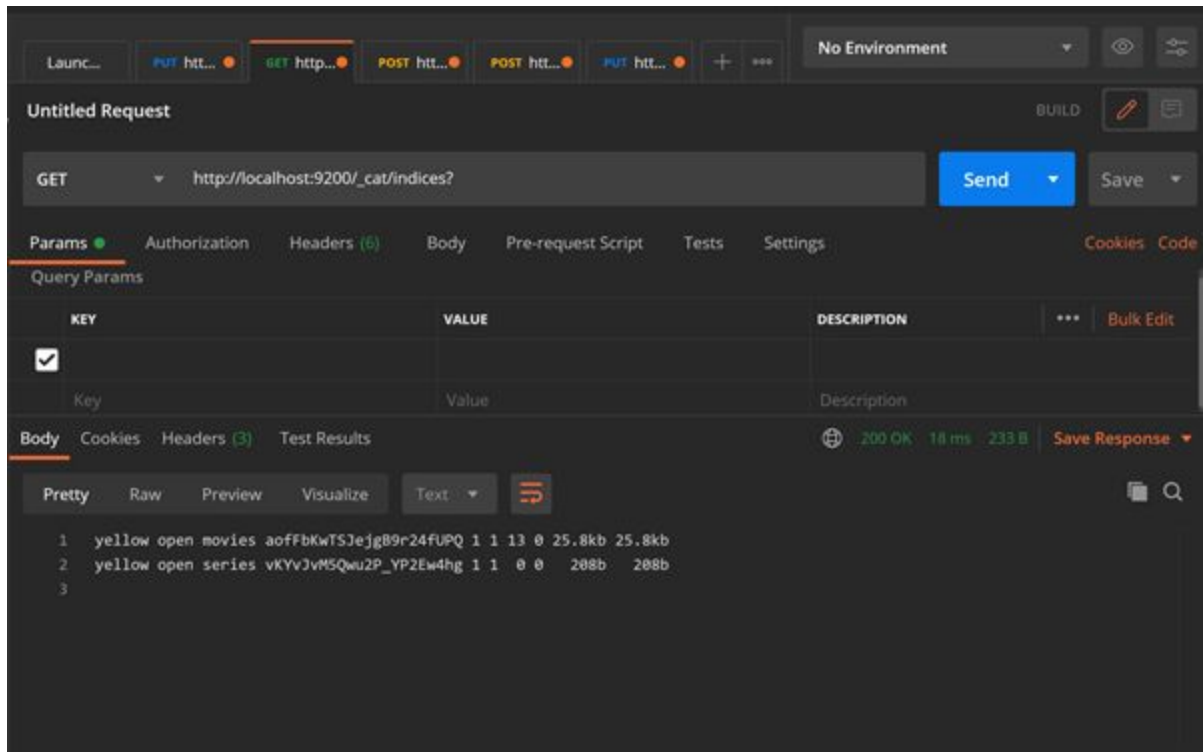 Launc... PUT htt... GET http... POST htt... POST htt... PUT htt... No Environment
Untitled Request BUILD
GET http://localhost:9200/_cat/indices? Send Save
Params Authorization Headers (6) Body Pre-request Script Tests Settings Cookies Code
Query Params
KEY VALUE DESCRIPTION Bulk Edit
Key Value Description
Body Cookies Headers (3) Test Results 200 OK 18 ms 233 B Save Response
Pretty Raw Preview Visualize Text
1 yellow open movies aofFbKwTSJejgB9r24fUPQ 1 1 13 0 25.8kb 25.8kb
2 yellow open series vKYvJvMSQwu2P_YP2Ew4hg 1 1 0 0 208b 208b
3